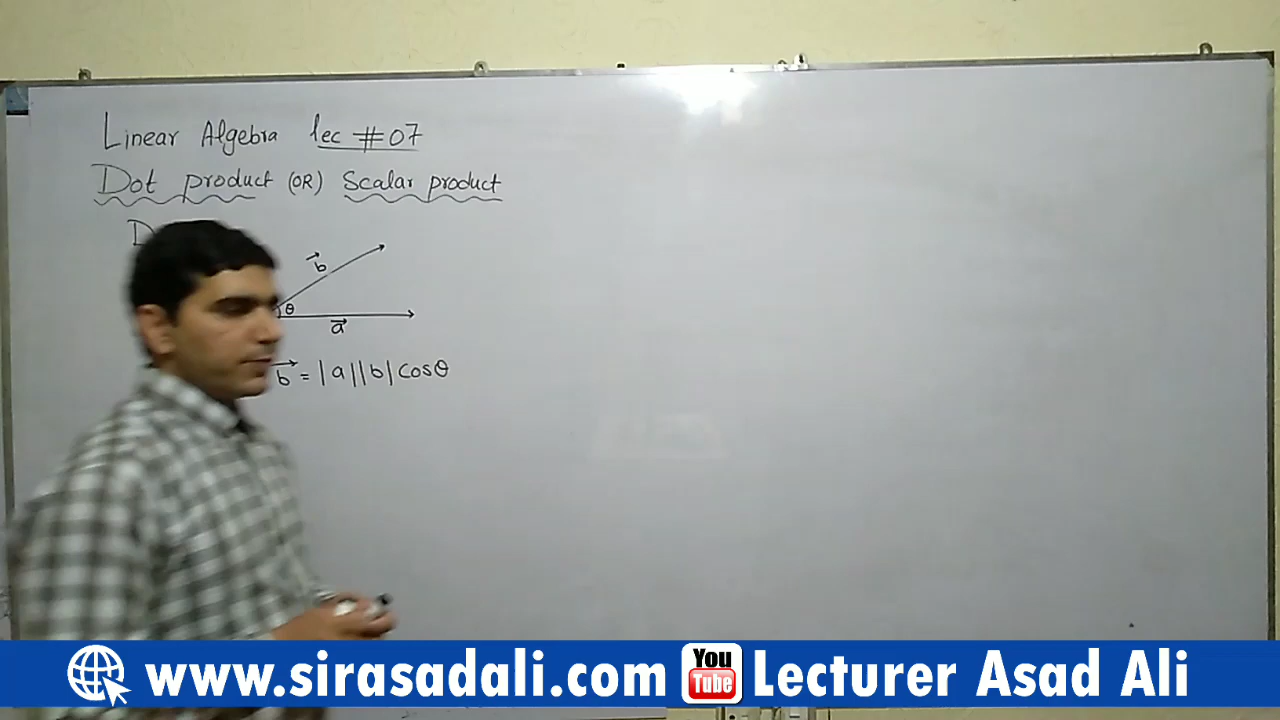 Linear Algebra lec #07
Dot product (OR) Scalar product
b
θ
a
b = |a||b| cosθ
www.sirasadali.com You Tube Lecturer Asad Ali